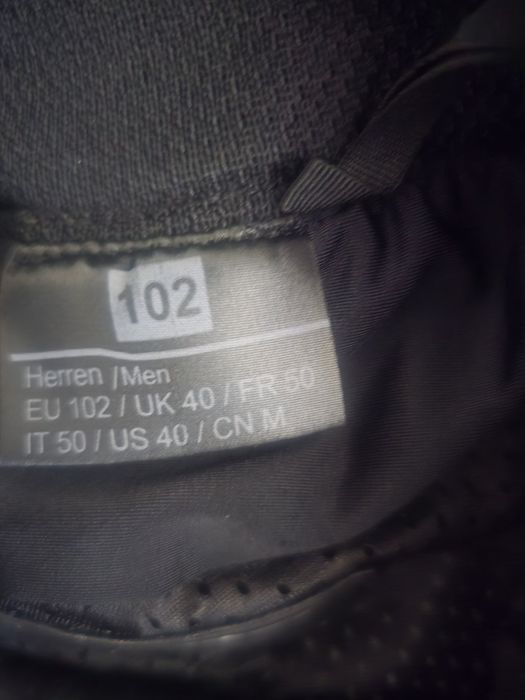 102
Herren / Men
EU 102 / UK 40 / FR 50
IT 50 / US 40 / CN M